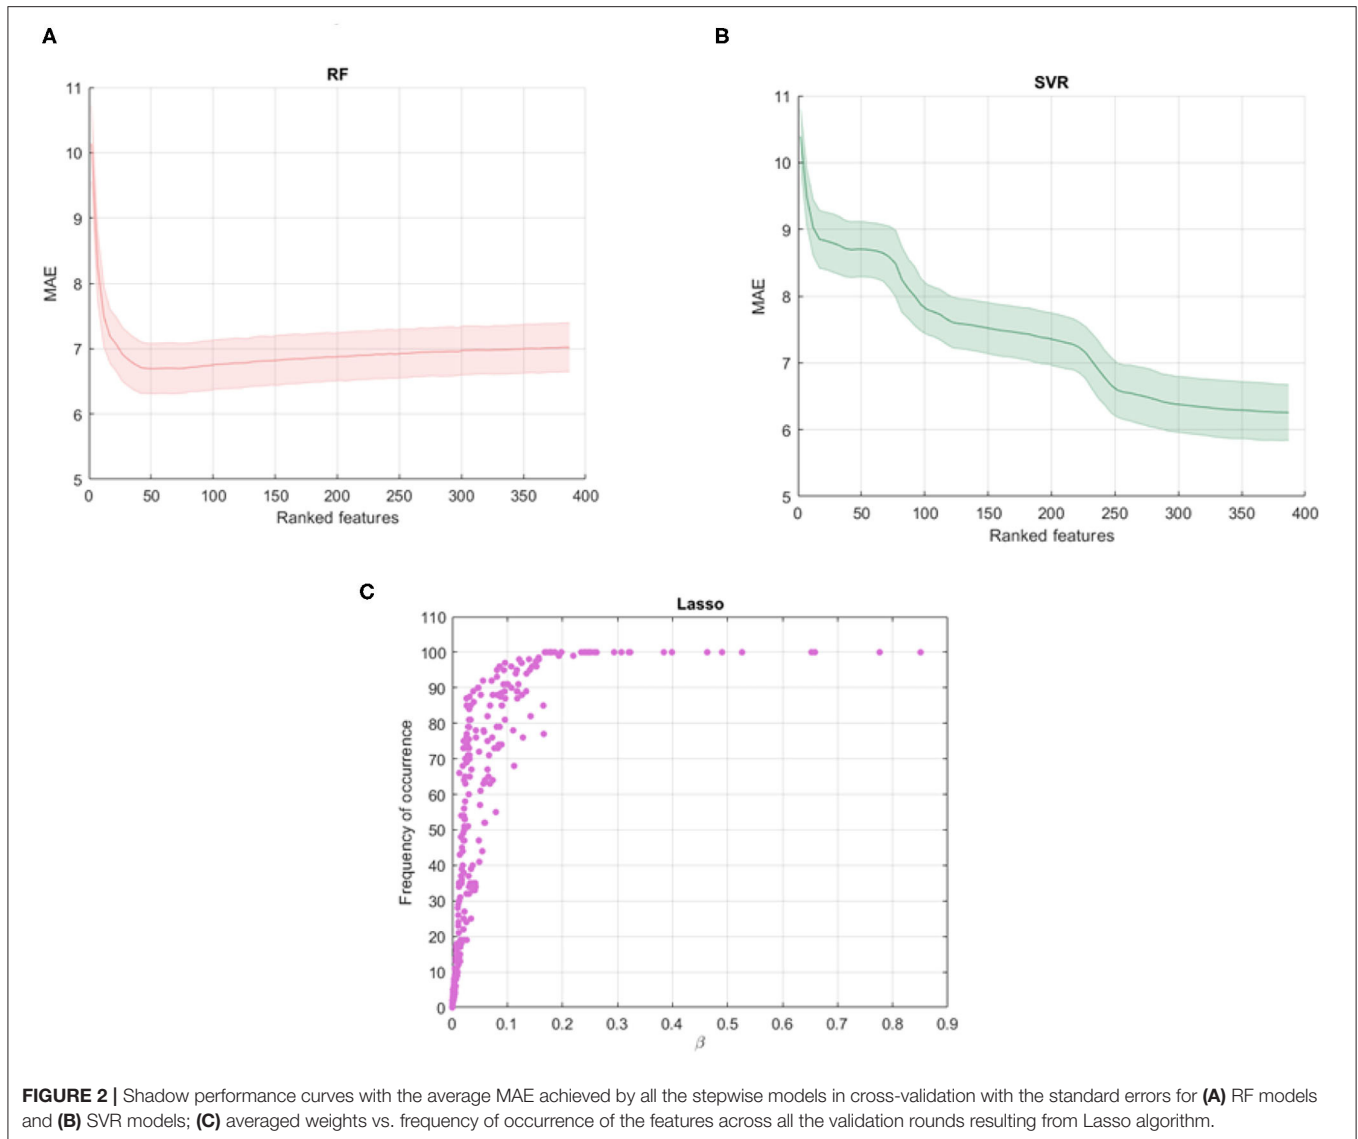 A
B
RF
11
10
9
8
7
6
5
MAE
0 50 100 150 200 250 300 350 400
Ranked features
SVR
11
10
9
8
7
6
5
MAE
0 50 100 150 200 250 300 350 400
Ranked features
C
Lasso
110
100
90
80
70
60
50
40
30
20
10
0
Frequency of occurrence
0 0.1 0.2 0.3 0.4 0.5 0.6 0.7 0.8 0.9
β
FIGURE 2 | Shadow performance curves with the average MAE achieved by all the stepwise models in cross-validation with the standard errors for (A) RF models
and (B) SVR models; (C) averaged weights vs. frequency of occurrence of the features across all the validation rounds resulting from Lasso algorithm.